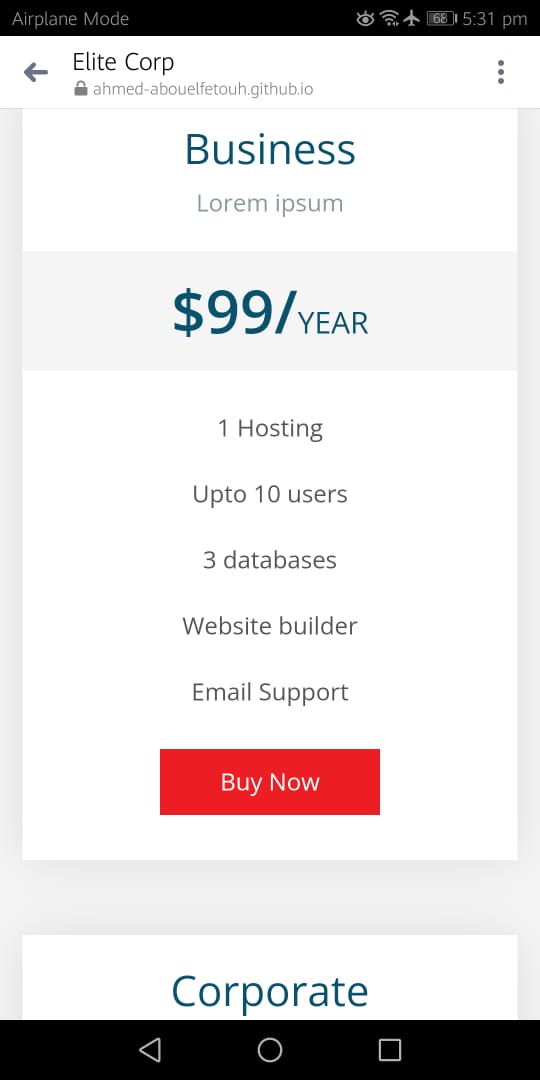 Airplane Mode 68 5:31 pm
Elite Corp
ahmed-abouelfetouh.github.io
Business
Lorem ipsum
$99/YEAR
1 Hosting
Upto 10 users
3 databases
Website builder
Email Support
Buy Now
Corporate